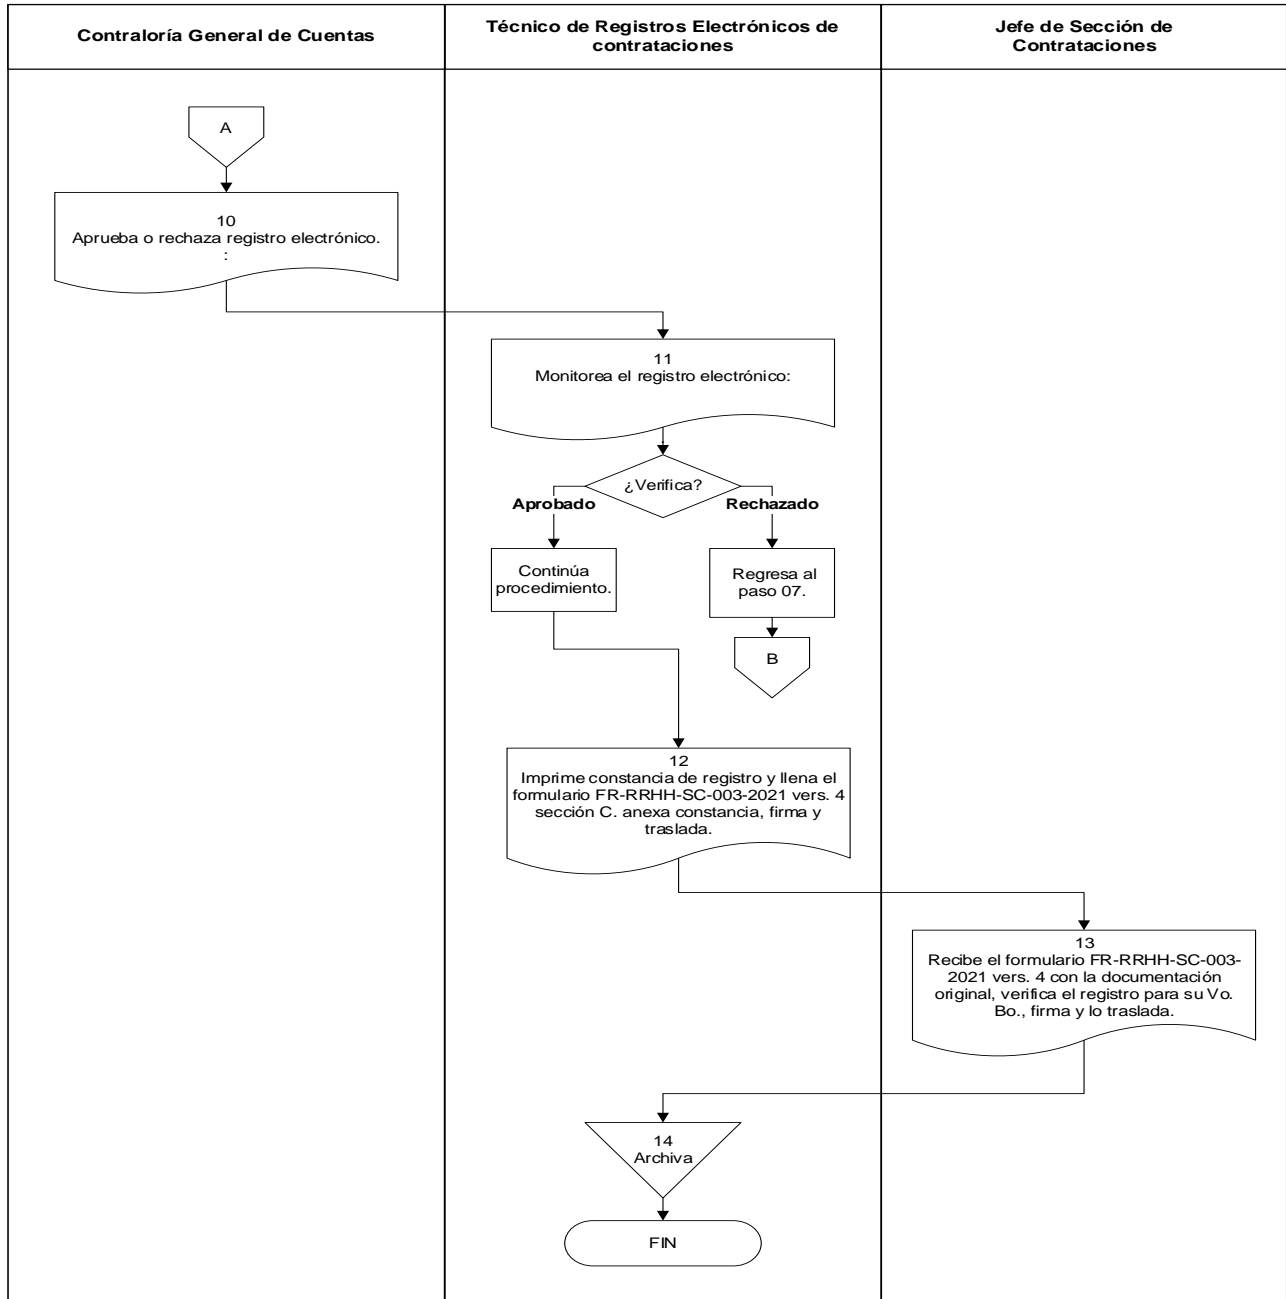 Contraloría General de Cuentas
Técnico de Registros Electrónicos de
contrataciones
Jefe de Sección de
Contrataciones
A
10
Aprueba o rechaza registro electrónico.
:
11
Monitorea el registro electrónico:
¿Verifica?
Aprobado
Rechazado
Continúa
procedimiento.
Regresa al
paso 07.
B
12
Imprime constancia de registro y llena el
formulario FR-RRHH-SC-003-2021 vers. 4
sección C. anexa constancia, firma y
traslada.
13
Recibe el formulario FR-RRHH-SC-003-
2021 vers. 4 con la documentación
original, verifica el registro para su Vo.
Bo., firma y lo traslada.
14
Archiva
FIN